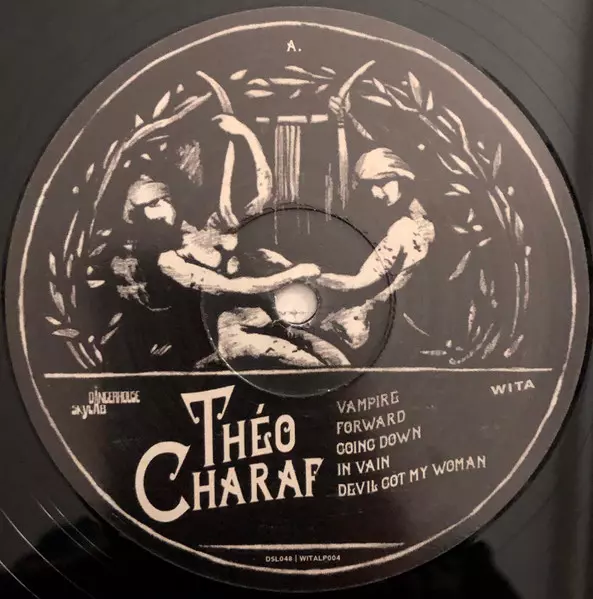 A.
DANGERHOUSE
SKYLAB
WITA
THÉO
CHARAF
VAMPIRE
FORWARD
GOING DOWN
IN VAIN
DEVIL GOT MY WOMAN
DSL048 | WITALP004